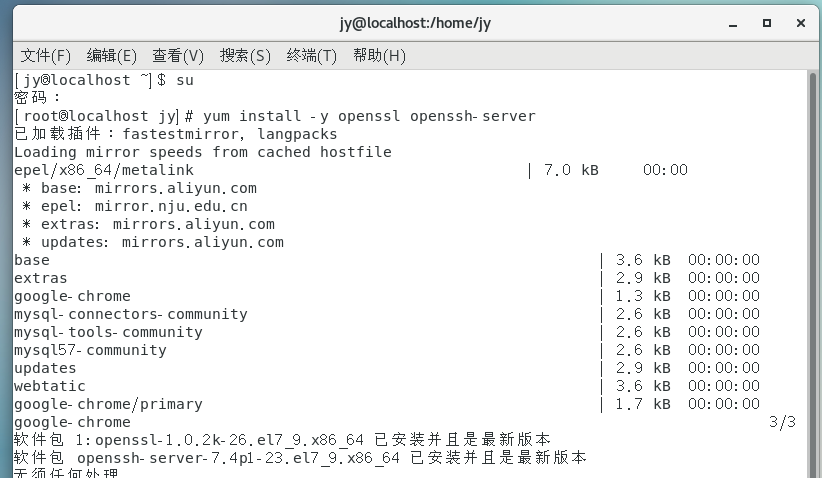 jy@localhost:/home/jy
文件(F) 编辑(E) 查看(V) 搜索(S) 终端(T) 帮助(H)
[jy@localhost ~]$ su
密码：
[root@localhost jy]# yum install -y openssl openssh-server
已加载插件：fastestmirror, langpacks
Loading mirror speeds from cached hostfile
epel/x86_64/metalink | 7.0 kB 00:00
* base: mirrors.aliyun.com
* epel: mirror.nju.edu.cn
* extras: mirrors.aliyun.com
* updates: mirrors.aliyun.com
base | 3.6 kB 00:00:00
extras | 2.9 kB 00:00:00
google-chrome | 1.3 kB 00:00:00
mysql-connectors-community | 2.6 kB 00:00:00
mysql-tools-community | 2.6 kB 00:00:00
mysql57-community | 2.6 kB 00:00:00
updates | 2.9 kB 00:00:00
webtatic | 3.6 kB 00:00:00
google-chrome/primary | 1.7 kB 00:00:00
google-chrome 3/3
软件包 1:openssl-1.0.2k-26.el7_9.x86_64 已安装并且是最新版本
软件包 openssh-server-7.4p1-23.el7_9.x86_64 已安装并且是最新版本
无须任何处理